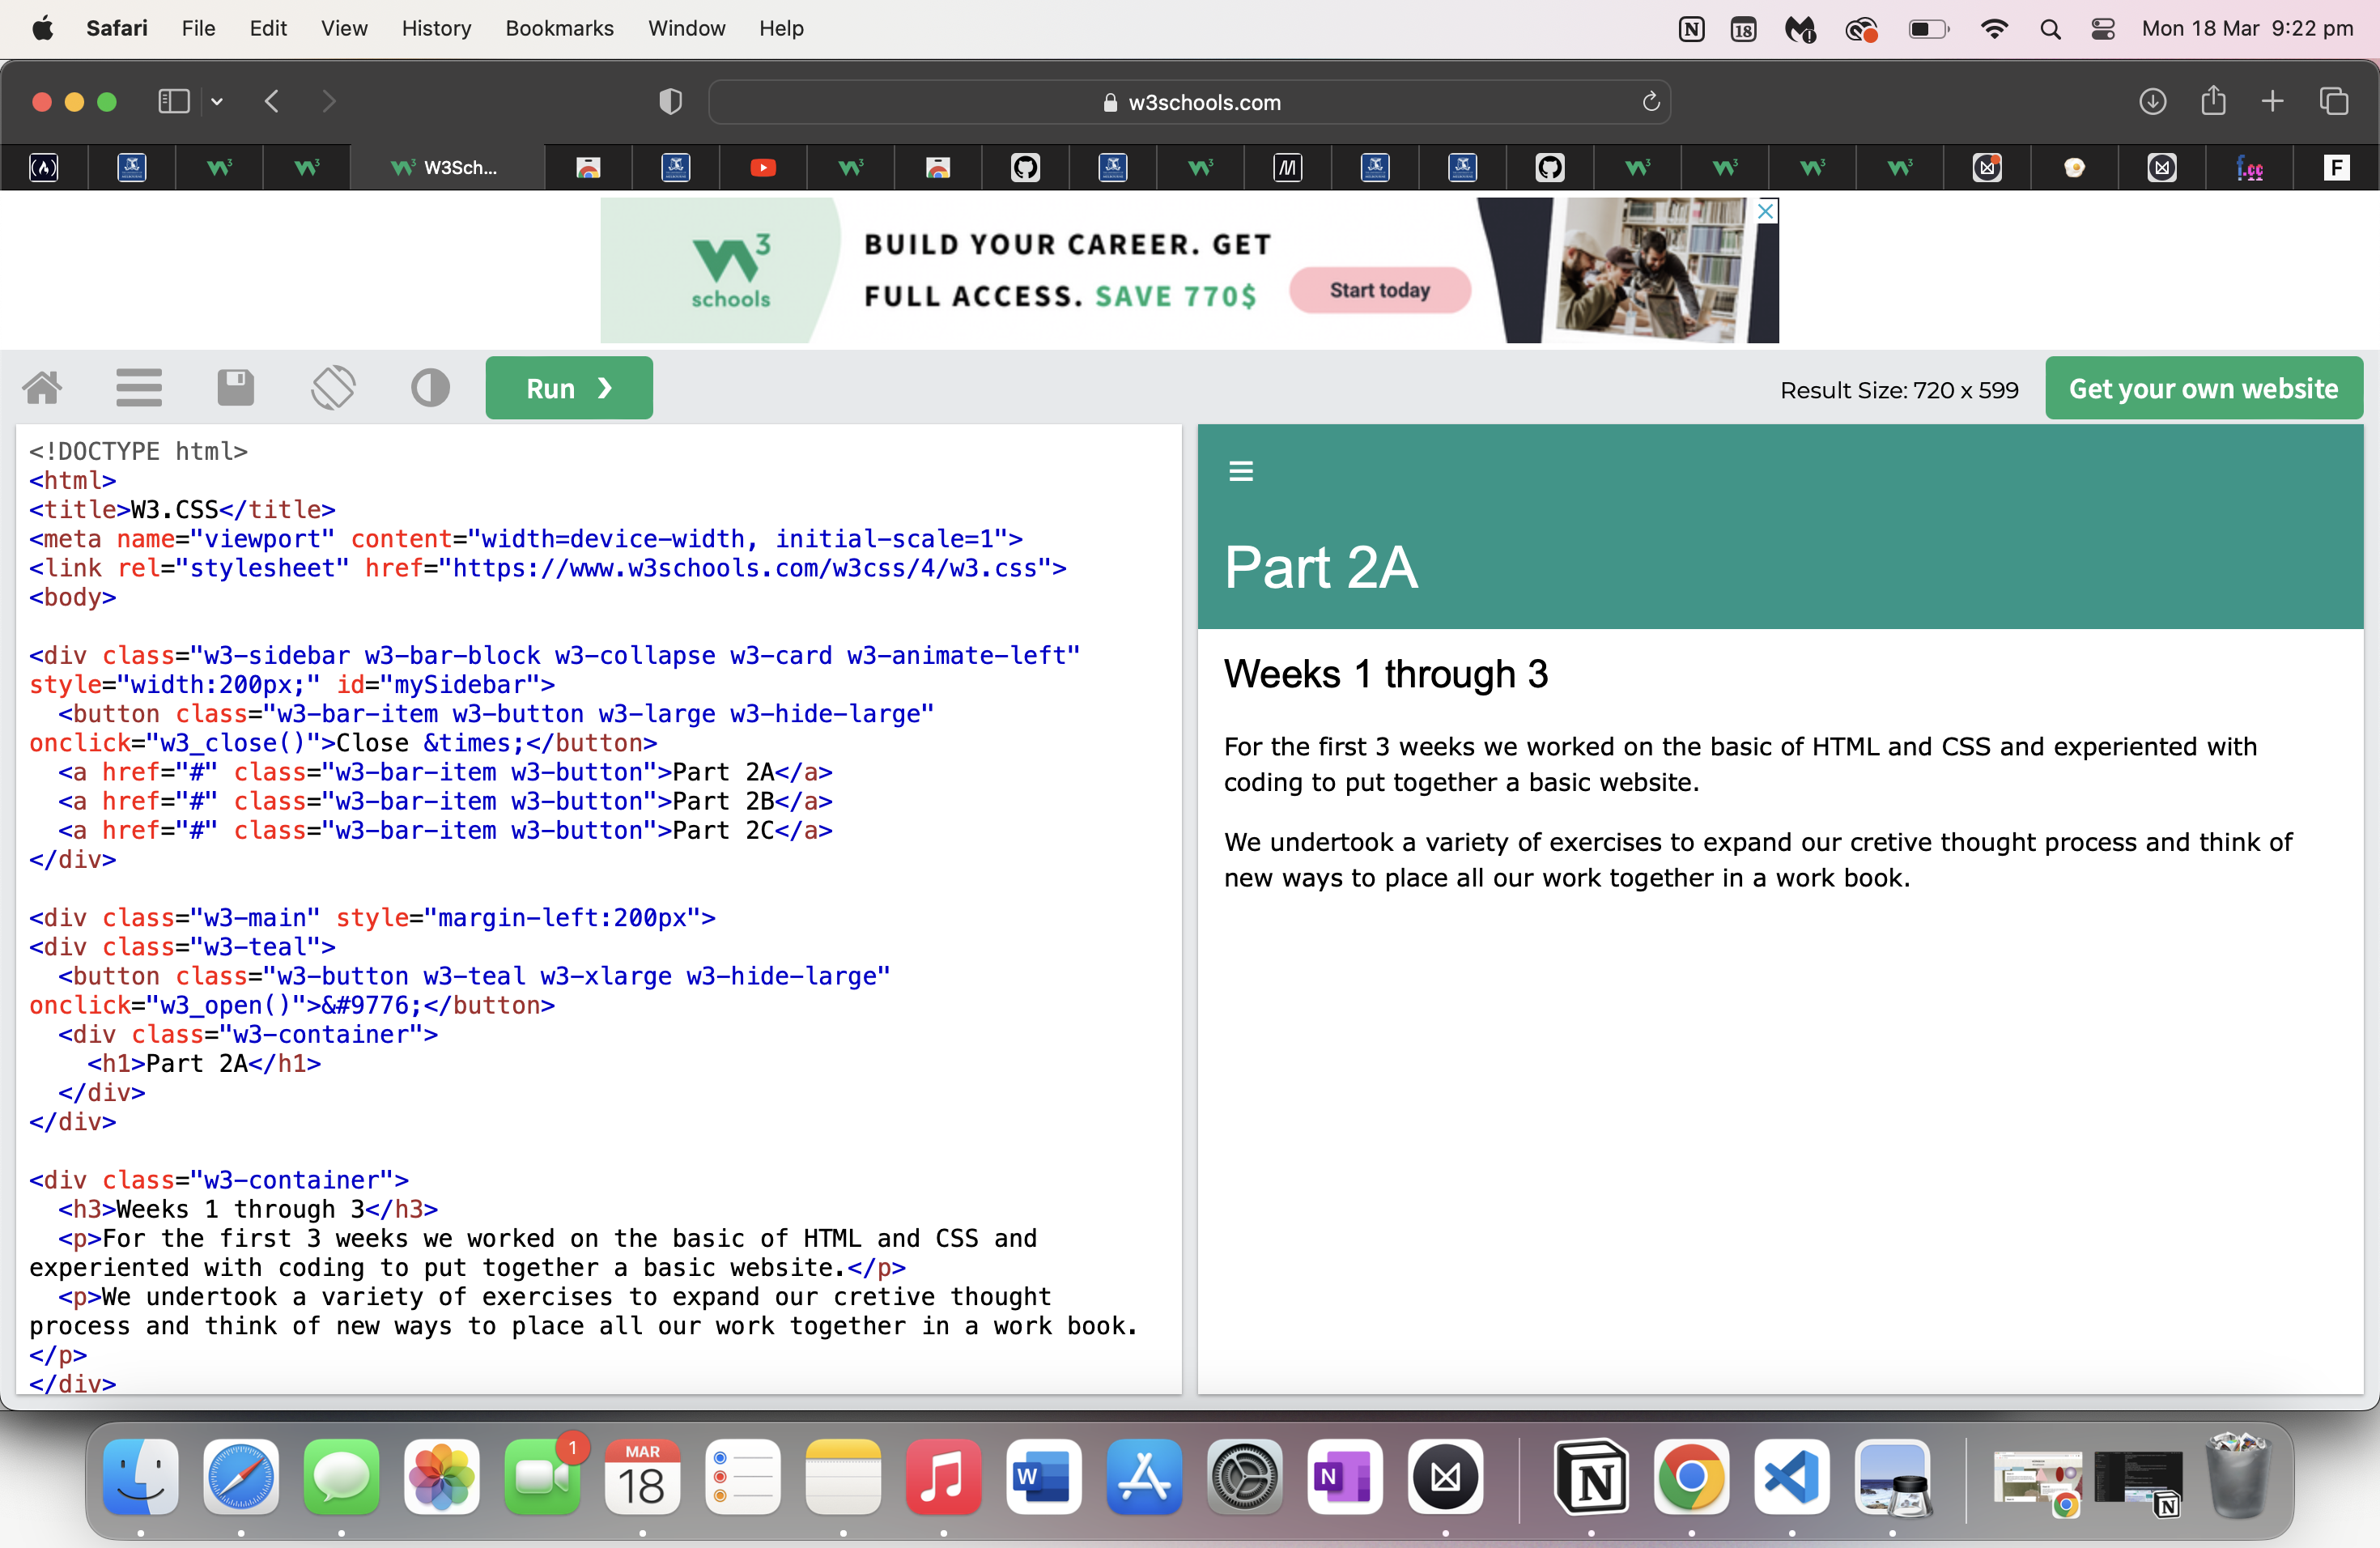 Safari File Edit View History Bookmarks Window Help
18
Mon 18 Mar 9:22 pm
w3schools.com
W3Sch...
F
3
schools
BUILD YOUR CAREER. GET
FULL ACCESS. SAVE 770$
Start today
Run ❯
Result Size: 720 x 599
Get your own website
<!DOCTYPE html>
<html>
<title>W3.CSS</title>
<meta name="viewport" content="width=device-width, initial-scale=1">
<link rel="stylesheet" href="https://www.w3schools.com/w3css/4/w3.css">
<body>
<div class="w3-sidebar w3-bar-block w3-collapse w3-card w3-animate-left"
style="width:200px;" id="mySidebar">
<button class="w3-bar-item w3-button w3-large w3-hide-large"
onclick="w3_close()">Close &times;</button>
<a href="#" class="w3-bar-item w3-button">Part 2A</a>
<a href="#" class="w3-bar-item w3-button">Part 2B</a>
<a href="#" class="w3-bar-item w3-button">Part 2C</a>
</div>
<div class="w3-main" style="margin-left:200px">
<div class="w3-teal">
<button class="w3-button w3-teal w3-xlarge w3-hide-large"
onclick="w3_open()">&#9776;</button>
<div class="w3-container">
<h1>Part 2A</h1>
</div>
</div>
<div class="w3-container">
<h3>Weeks 1 through 3</h3>
<p>For the first 3 weeks we worked on the basic of HTML and CSS and
experiented with coding to put together a basic website.</p>
<p>We undertook a variety of exercises to expand our cretive thought
process and think of new ways to place all our work together in a work book.
</p>
</div>
☰
Part 2A
Weeks 1 through 3
For the first 3 weeks we worked on the basic of HTML and CSS and experiented with
coding to put together a basic website.
We undertook a variety of exercises to expand our cretive thought process and think of
new ways to place all our work together in a work book.
1
MAR
18
W
N
N
N